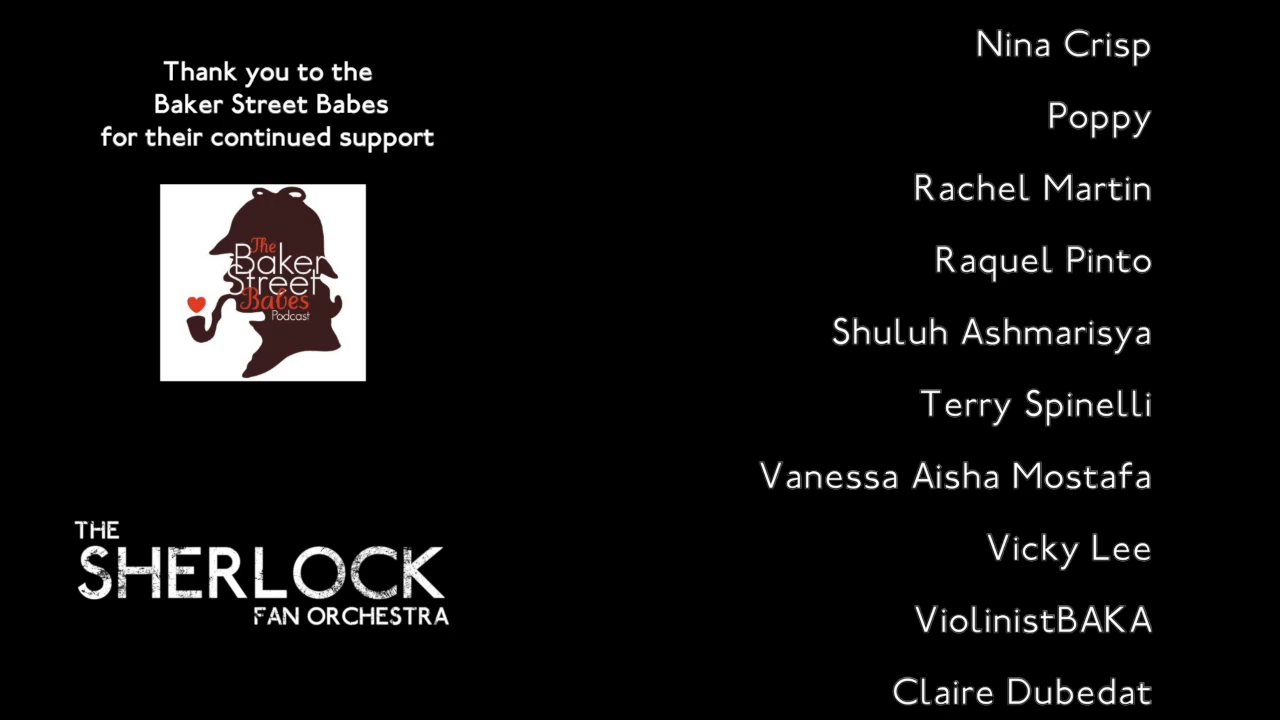 Thank you to the
Baker Street Babes
for their continued support
The
Baker
Street
Babes
Podcast
THE
SHERLOCK
FAN ORCHESTRA
Nina Crisp
Poppy
Rachel Martin
Raquel Pinto
Shuluh Ashmarisya
Terry Spinelli
Vanessa Aisha Mostafa
Vicky Lee
ViolinistBAKA
Claire Dubedat